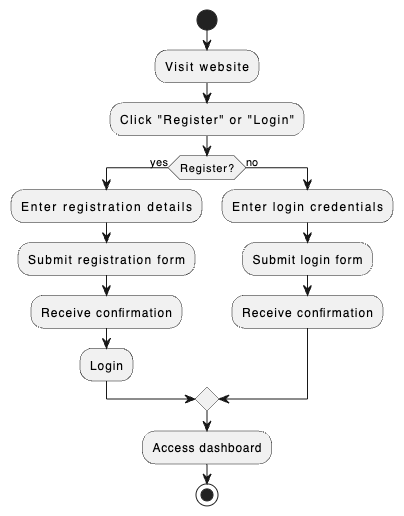 Visit website
Click "Register" or "Login"
yes
Register?
no
Enter registration details
Enter login credentials
Submit registration form
Submit login form
Receive confirmation
Receive confirmation
Login
Access dashboard